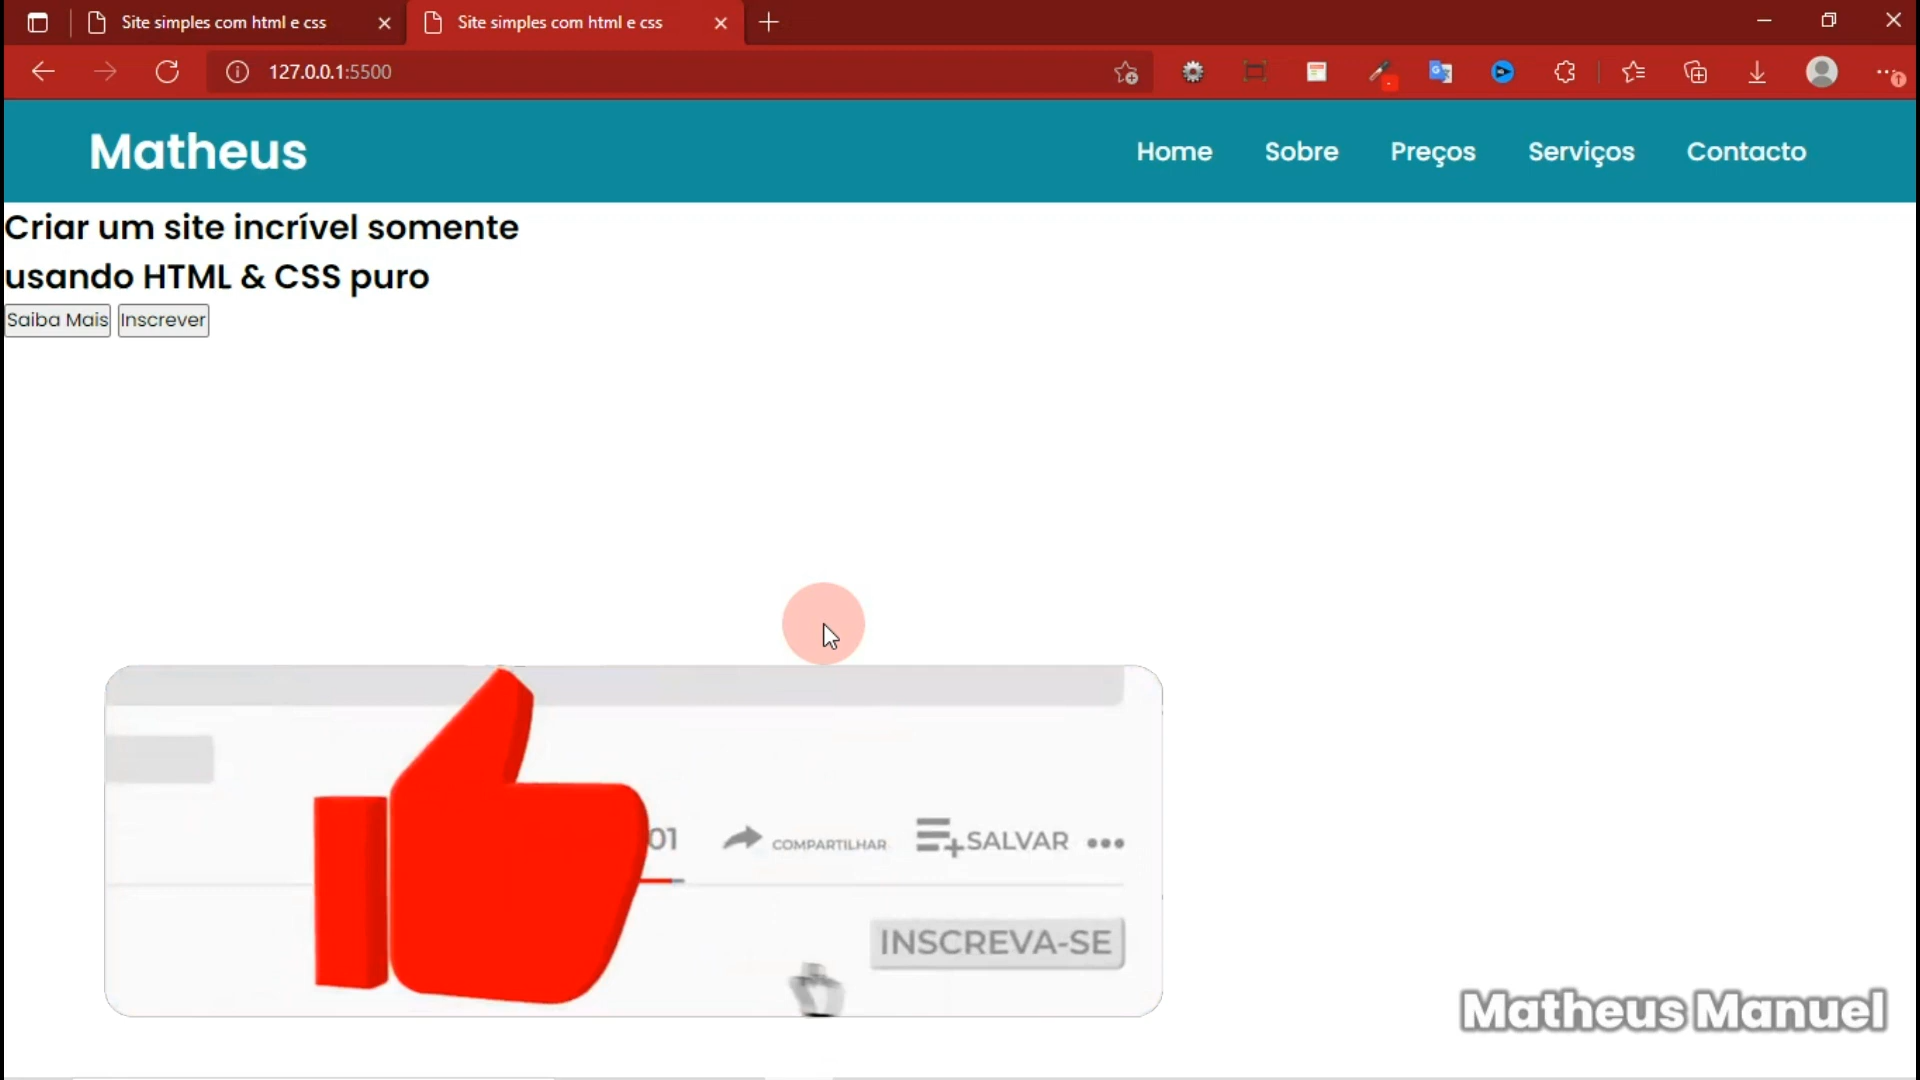 Site simples com html e css
Site simples com html e css
127.0.0.1:5500
Matheus
Home Sobre Preços Serviços Contacto
Criar um site incrível somente
usando HTML & CSS puro
Saiba Mais Inscrever
01 COMPARTILHAR SALVAR
INSCREVA-SE
Matheus Manuel